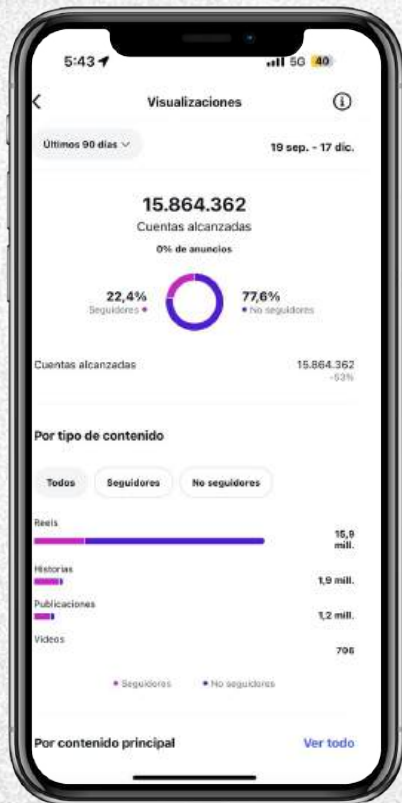 5:43
5G 40
Visualizaciones
Últimos 90 días
19 sep. - 17 dic.
15.864.362
Cuentas alcanzadas
0% de anuncios
22,4%
Seguidores
77,6%
No seguidores
Cuentas alcanzadas
15.864.362
-53%
Por tipo de contenido
Todos
Seguidores
No seguidores
Reels
15,9
mill.
Historias
1,9 mill.
Publicaciones
1,2 mill.
Videos
706
Seguidores
No seguidores
Por contenido principal
Ver todo